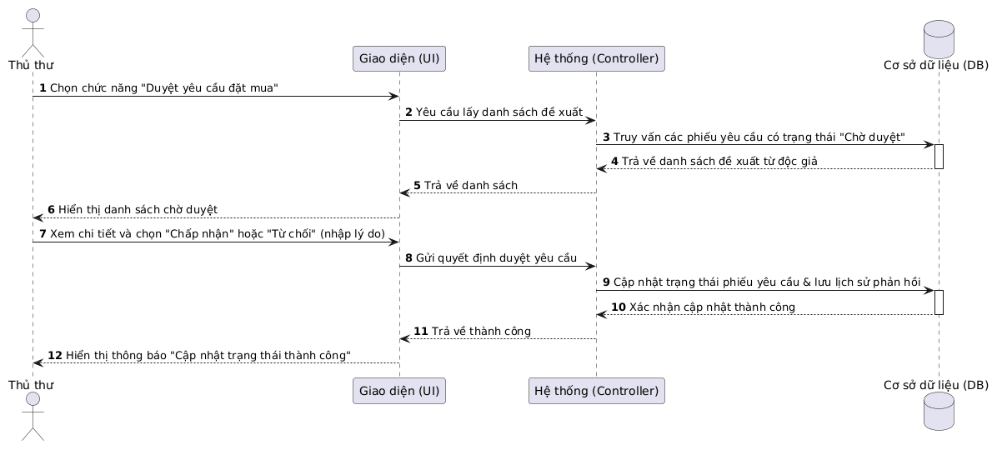 Thủ thư
Giao diện (UI)
Hệ thống (Controller)
Cơ sở dữ liệu (DB)
1 Chọn chức năng "Duyệt yêu cầu đặt mua"
2 Yêu cầu lấy danh sách đề xuất
3 Truy vấn các phiếu yêu cầu có trạng thái "Chờ duyệt"
4 Trả về danh sách đề xuất từ độc giả
5 Trả về danh sách
6 Hiển thị danh sách chờ duyệt
7 Xem chi tiết và chọn "Chấp nhận" hoặc "Từ chối" (nhập lý do)
8 Gửi quyết định duyệt yêu cầu
9 Cập nhật trạng thái phiếu yêu cầu & lưu lịch sử phản hồi
10 Xác nhận cập nhật thành công
11 Trả về thành công
12 Hiển thị thông báo "Cập nhật trạng thái thành công"
Thủ thư
Giao diện (UI)
Hệ thống (Controller)
Cơ sở dữ liệu (DB)